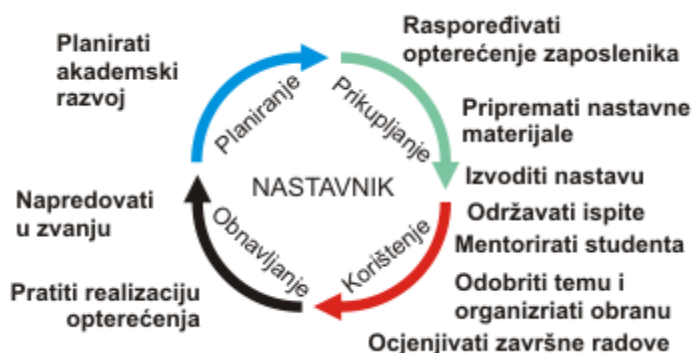 Planirati
akademski
razvoj
Raspoređivati
opterećenje zaposlenika
Planiranje
Prikupljanje
Pripremati nastavne
materijale
NASTAVNIK
Izvoditi nastavu
Napredovati
u zvanju
Održavati ispite
Obnavljanje
Korištenje
Mentorirati studenta
Pratiti realizaciju
opterećenja
Odobriti temu i
organizriati obranu
Ocjenjivati završne radove